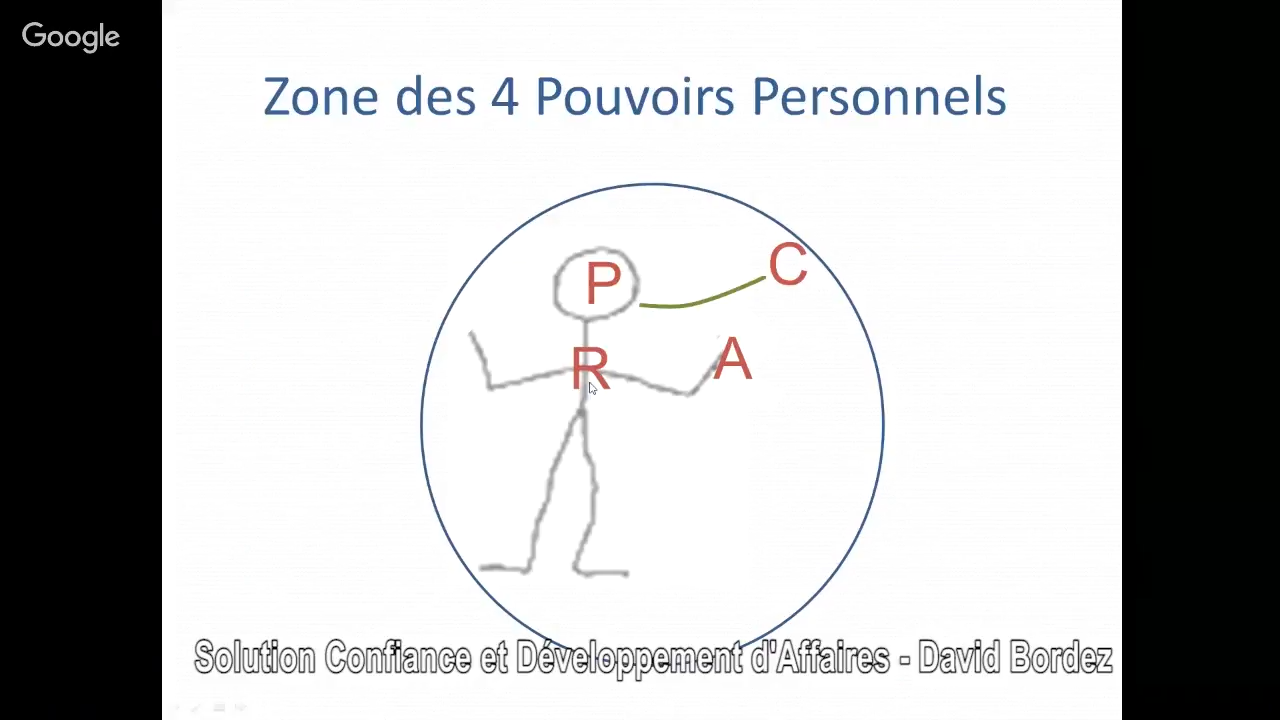 Google
Zone des 4 Pouvoirs Personnels
P
C
R
A
Solution Confiance et Développement d'Affaires - David Bordez